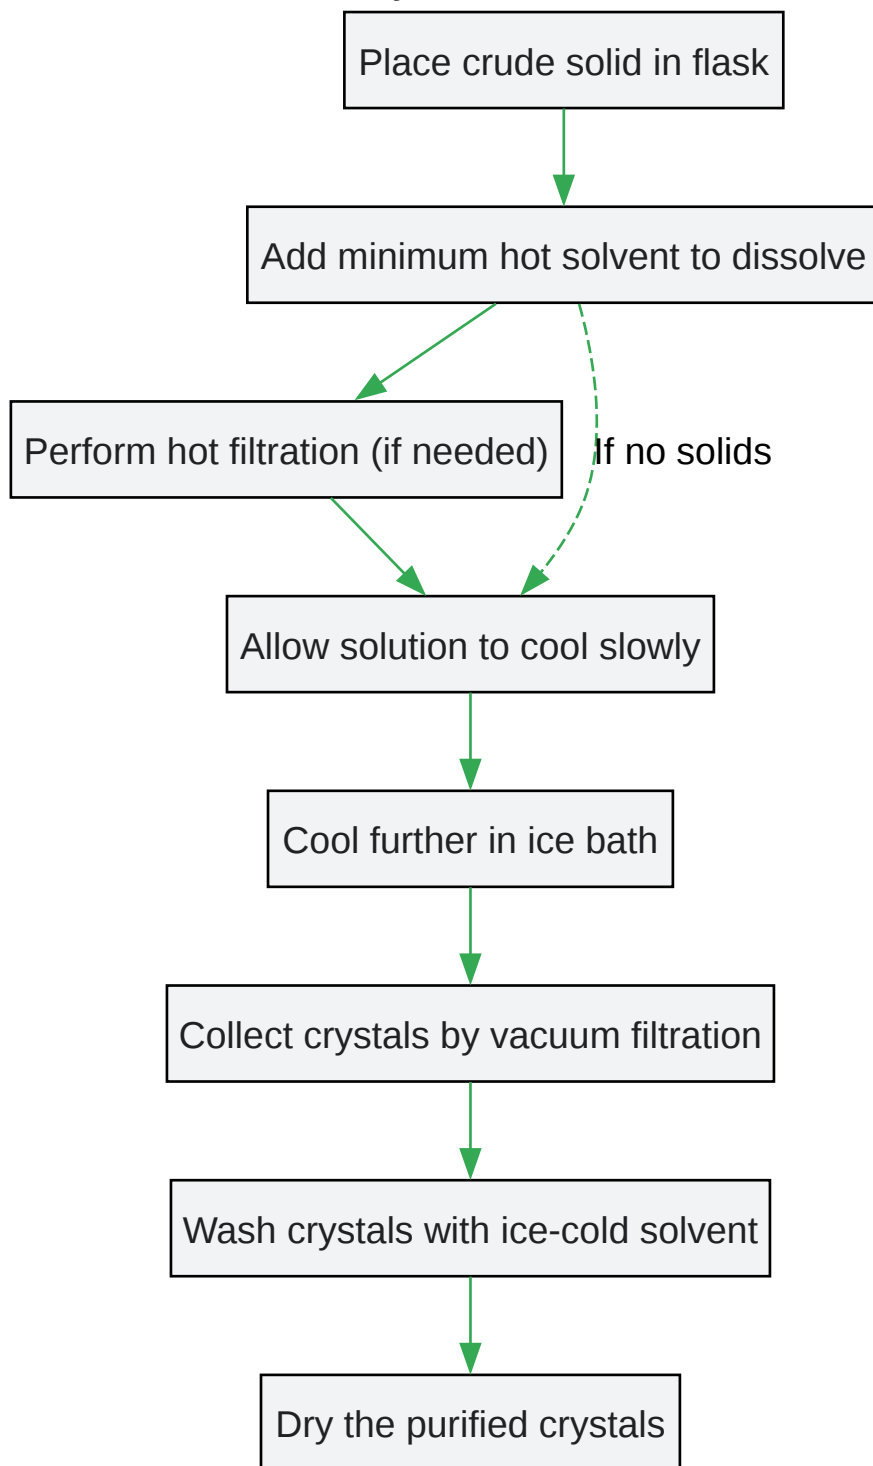 Place crude solid in flask
Add minimum hot solvent to dissolve
Perform hot filtration (if needed)
If no solids
Allow solution to cool slowly
Cool further in ice bath
Collect crystals by vacuum filtration
Wash crystals with ice-cold solvent
Dry the purified crystals